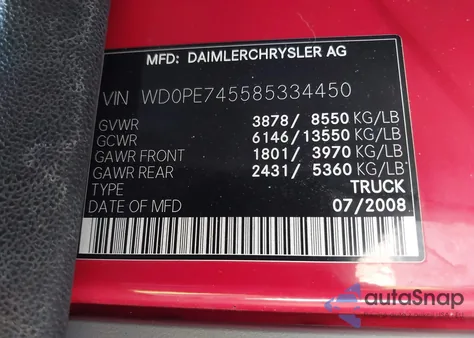 MFD: DAIMLERCHRYSLER AG
VIN WD0PE745585334450
GVWR 3878/ 8550 KG/LB
GCWR 6146/13550 KG/LB
GAWR FRONT 1801/ 3970 KG/LB
GAWR REAR 2431/ 5360 KG/LB
TYPE TRUCK
DATE OF MFD 07/2008
autoSnap